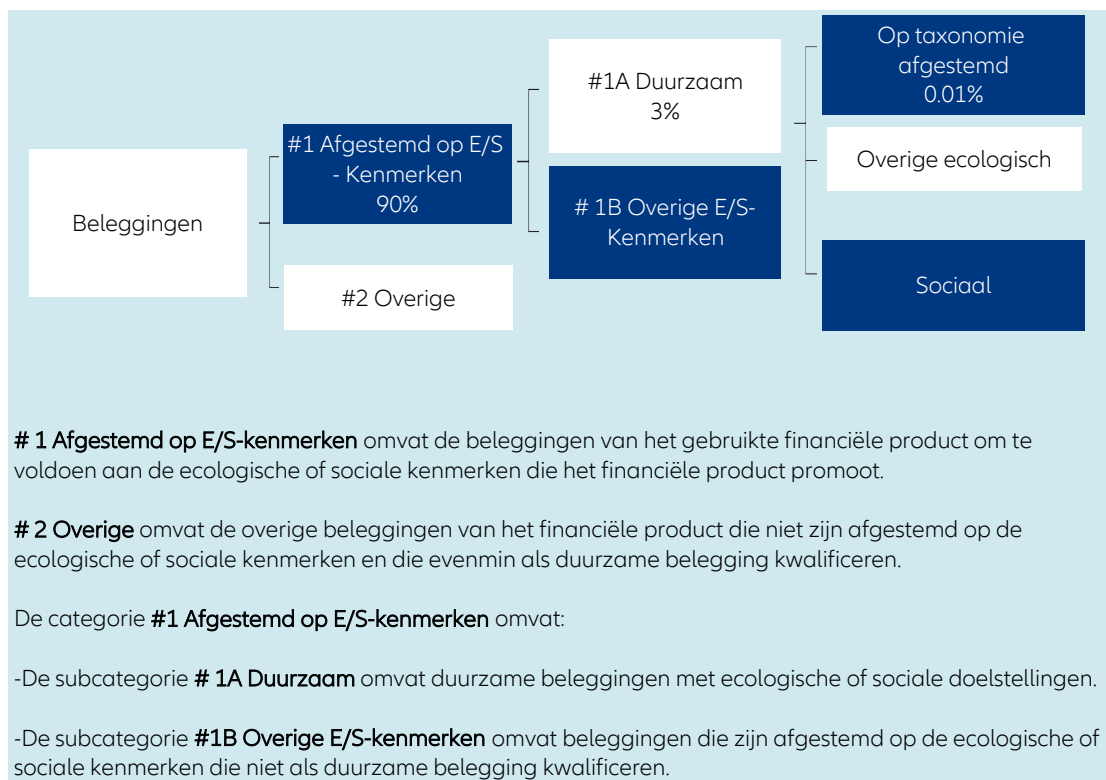 Beleggingen
#1 Afgestemd op E/S
- Kenmerken
90%
#2 Overige
#1A Duurzaam
3%
# 1B Overige E/S-
Kenmerken
Op taxonomie
afgestemd
0.01%
Overige ecologisch
Sociaal
# 1 Afgestemd op E/S-kenmerken omvat de beleggingen van het gebruikte financiële product om te
voldoen aan de ecologische of sociale kenmerken die het financiële product promoot.
# 2 Overige omvat de overige beleggingen van het financiële product die niet zijn afgestemd op de
ecologische of sociale kenmerken en die evenmin als duurzame belegging kwalificeren.
De categorie #1 Afgestemd op E/S-kenmerken omvat:
-De subcategorie # 1A Duurzaam omvat duurzame beleggingen met ecologische of sociale doelstellingen.
-De subcategorie #1B Overige E/S-kenmerken omvat beleggingen die zijn afgestemd op de ecologische of
sociale kenmerken die niet als duurzame belegging kwalificeren.